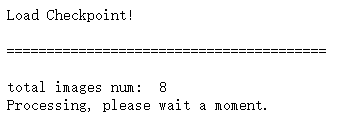 Load Checkpoint!
========================================
total images num:  8
Processing, please wait a moment.